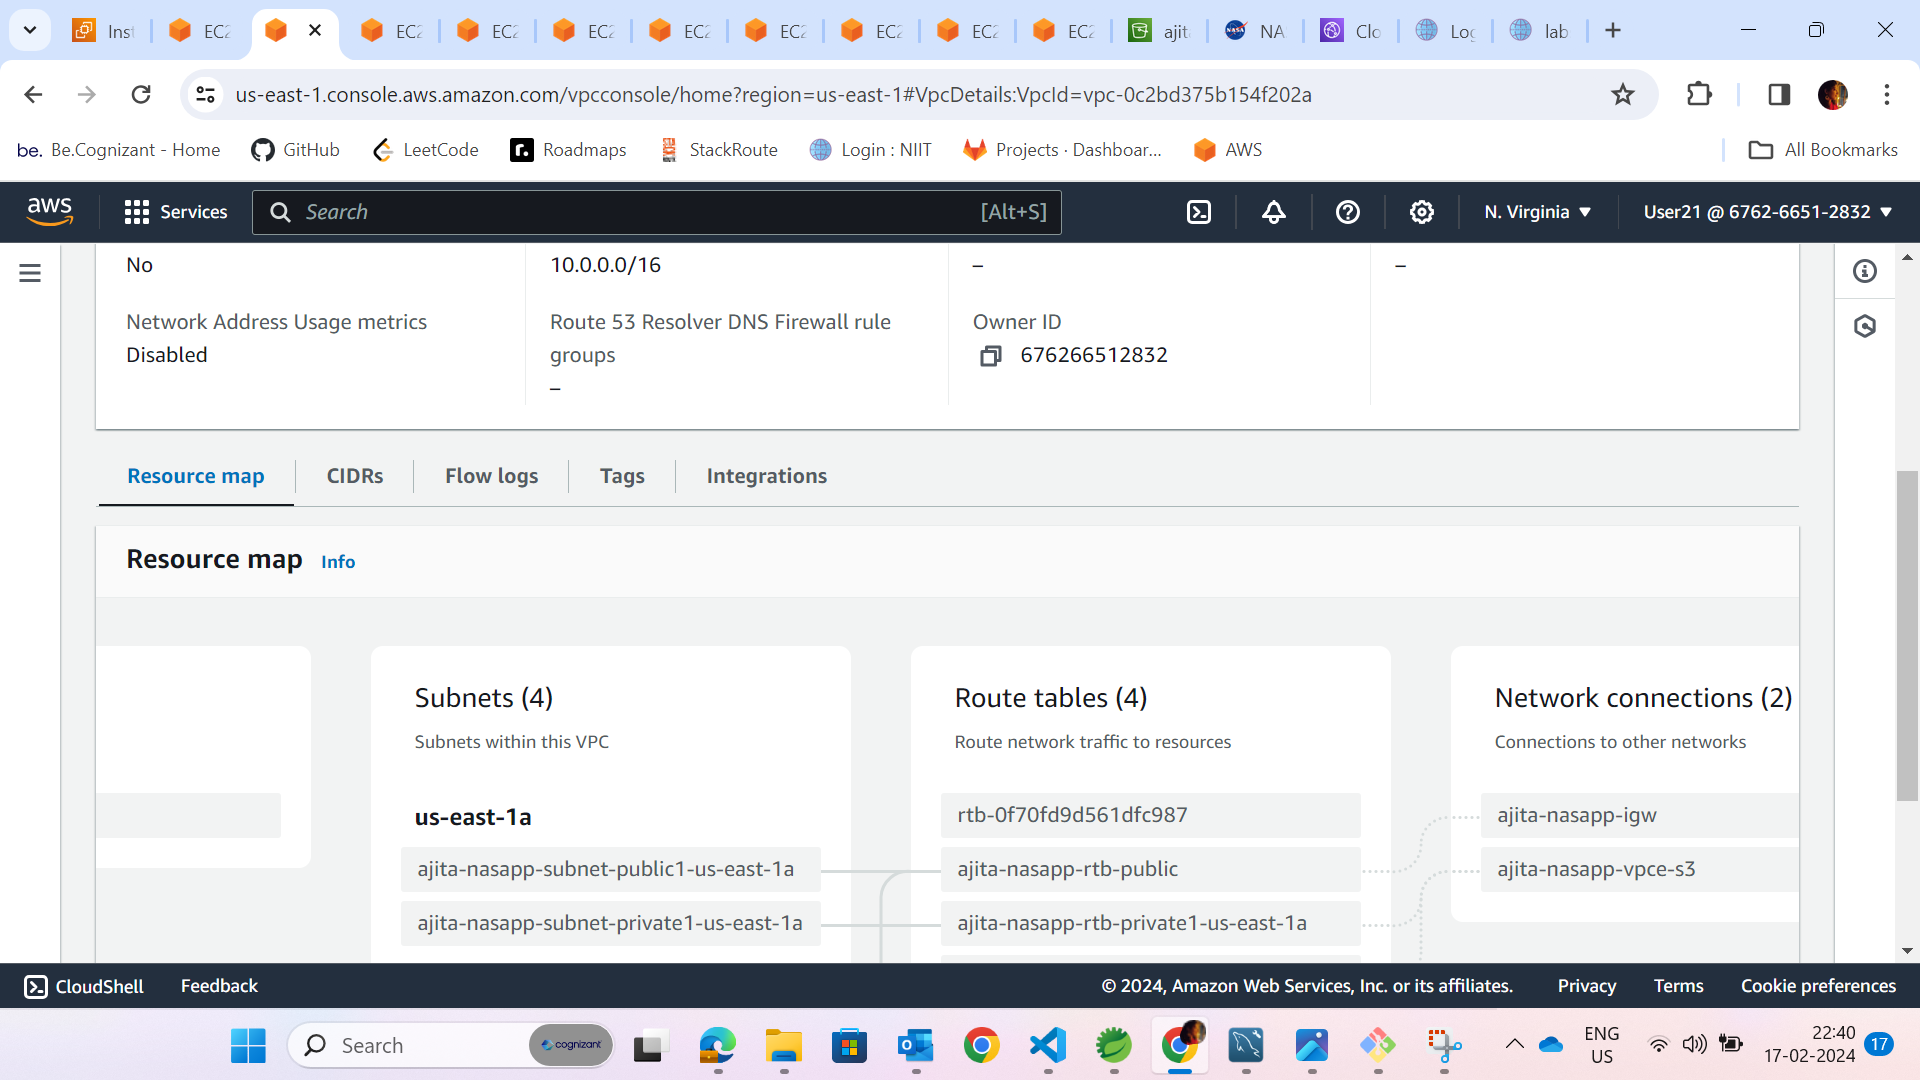 Inst
EC2
EC2
EC2
EC2
EC2
EC2
EC2
EC2
EC2
ajit
NA
Clo
Log
lab
us-east-1.console.aws.amazon.com/vpcconsole/home?region=us-east-1#VpcDetails:VpcId=vpc-0c2bd375b154f202a
be. Be.Cognizant - Home
GitHub
LeetCode
Roadmaps
StackRoute
Login : NIIT
Projects · Dashboar...
AWS
All Bookmarks
aws
Services
Search
[Alt+S]
N. Virginia
User21 @ 6762-6651-2832
No
10.0.0.0/16
–
–
Network Address Usage metrics
Disabled
Route 53 Resolver DNS Firewall rule
groups
–
Owner ID
676266512832
Resource map
CIDRs
Flow logs
Tags
Integrations
Resource map
Info
Subnets (4)
Subnets within this VPC
us-east-1a
ajita-nasapp-subnet-public1-us-east-1a
ajita-nasapp-subnet-private1-us-east-1a
Route tables (4)
Route network traffic to resources
rtb-0f70fd9d561dfc987
ajita-nasapp-rtb-public
ajita-nasapp-rtb-private1-us-east-1a
Network connections (2)
Connections to other networks
ajita-nasapp-igw
ajita-nasapp-vpce-s3
CloudShell
Feedback
© 2024, Amazon Web Services, Inc. or its affiliates.
Privacy
Terms
Cookie preferences
Search
cognizant
ENG
US
22:40
17-02-2024
17